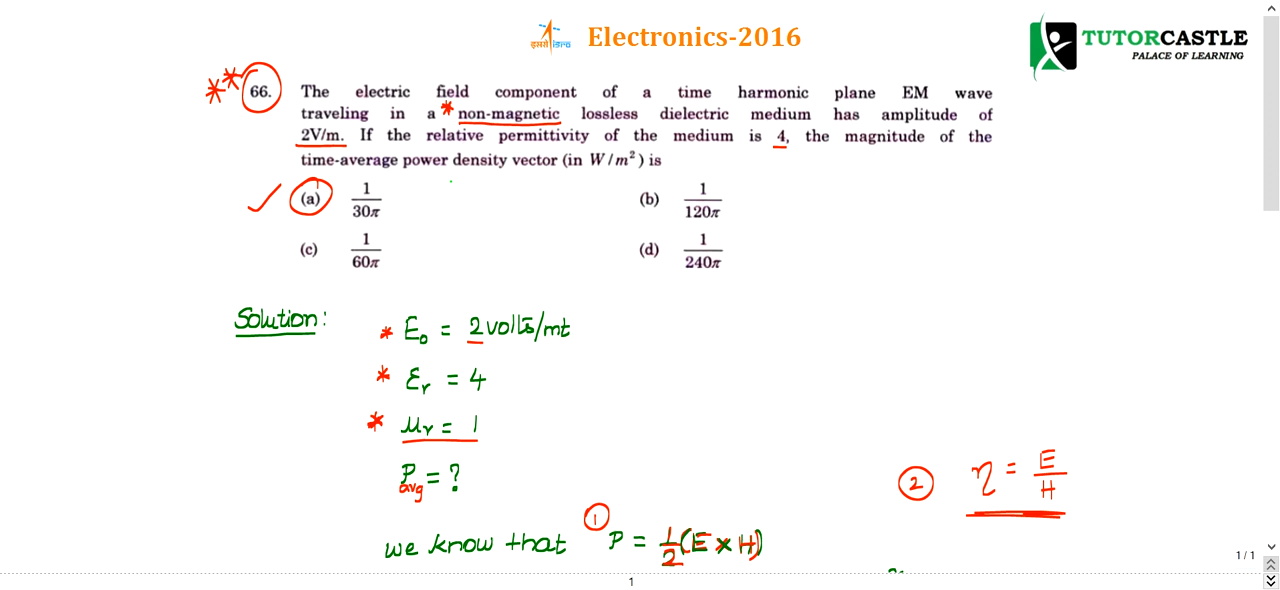 इसरो isro Electronics-2016
TUTORCASTLE
PALACE OF LEARNING
66. The electric field component of a time harmonic plane EM wave
traveling in a * non-magnetic lossless dielectric medium has amplitude of
2V/m. If the relative permittivity of the medium is 4, the magnitude of the
time-average power density vector (in W/m²) is
(a) 1/30π (b) 1/120π
(c) 1/60π (d) 1/240π
Solution:
* E₀ = 2volts/mt
* εᵣ = 4
* μᵣ = 1
P avg = ?
② η = E/H
we know that ① P = 1/2 (E × H)
1 / 1
1